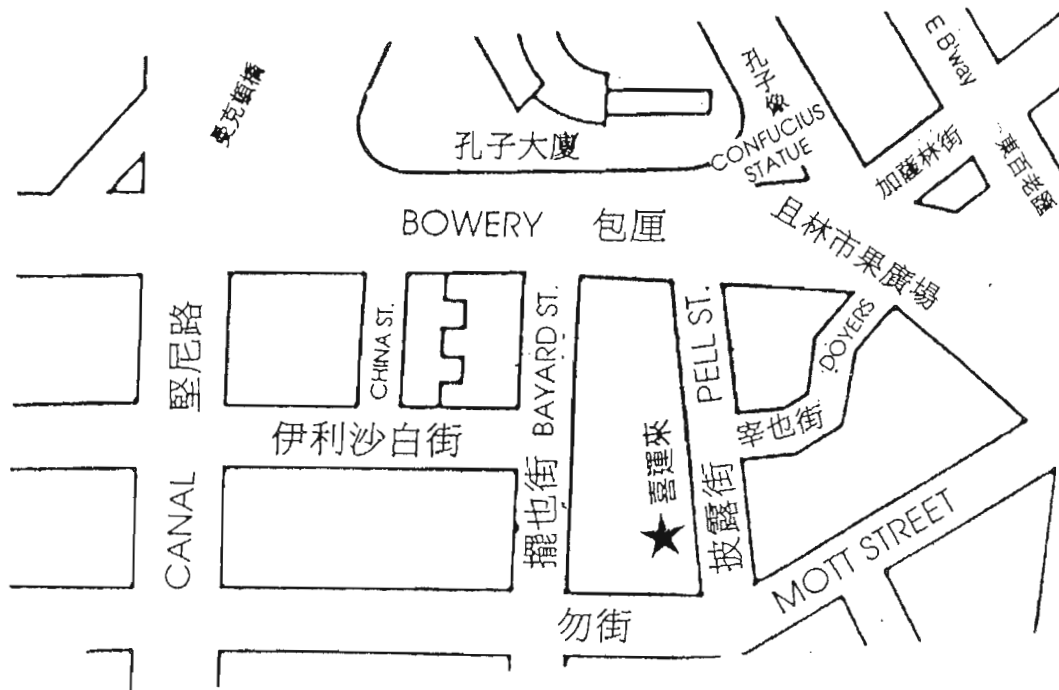 曼克頓橋
孔子大廈
孔子像
CONFUCIUS
STATUE
E B'way
加薩林街
東百老匯
BOWERY 包厘
且林市果廣場
堅尼路
CANAL
CHINA ST.
伊利沙白街
BAYARD ST.
擺也街
PELL ST.
披露街
DOYERS
宰也街
喜運來
MOTT STREET
勿街